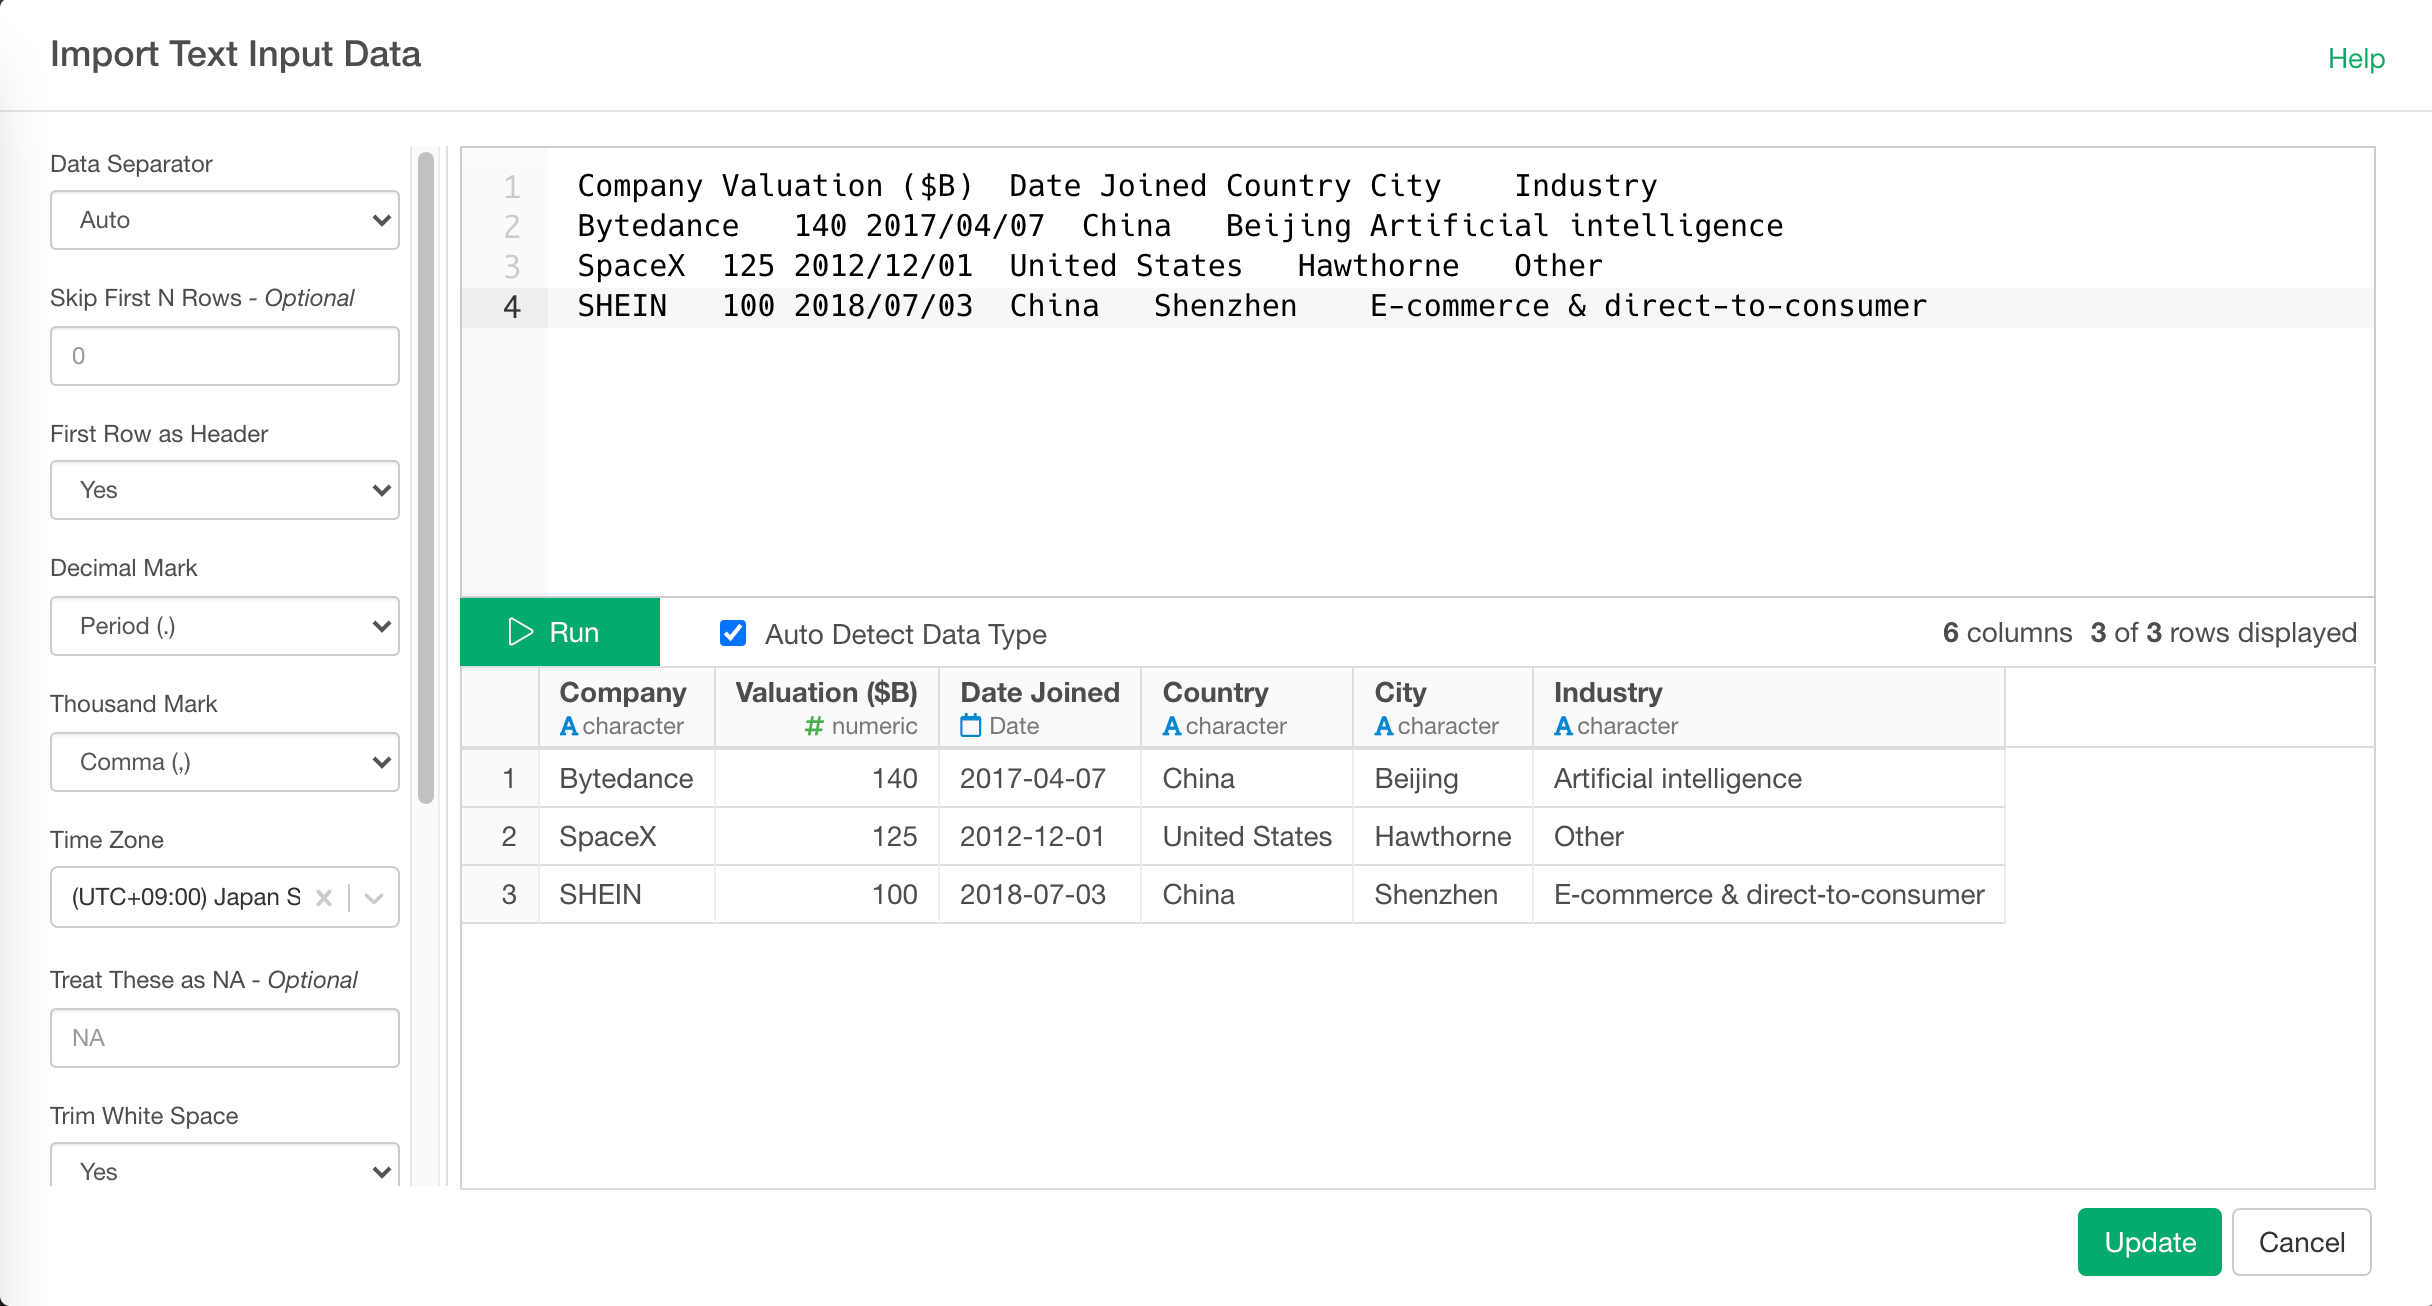 Import Text Input Data
Help
Data Separator
Auto
Skip First N Rows - Optional
0
First Row as Header
Yes
Decimal Mark
Period (.)
Thousand Mark
Comma (,)
Time Zone
(UTC+09:00) Japan S
Treat These as NA - Optional
NA
Trim White Space
Yes
1 Company Valuation ($B) Date Joined Country City Industry
2 Bytedance 140 2017/04/07 China Beijing Artificial intelligence
3 SpaceX 125 2012/12/01 United States Hawthorne Other
4 SHEIN 100 2018/07/03 China Shenzhen E-commerce & direct-to-consumer
Run Auto Detect Data Type 6 columns 3 of 3 rows displayed
Company Valuation ($B) Date Joined Country City Industry
A character # numeric Date A character A character A character
1 Bytedance 140 2017-04-07 China Beijing Artificial intelligence
2 SpaceX 125 2012-12-01 United States Hawthorne Other
3 SHEIN 100 2018-07-03 China Shenzhen E-commerce & direct-to-consumer
Update Cancel